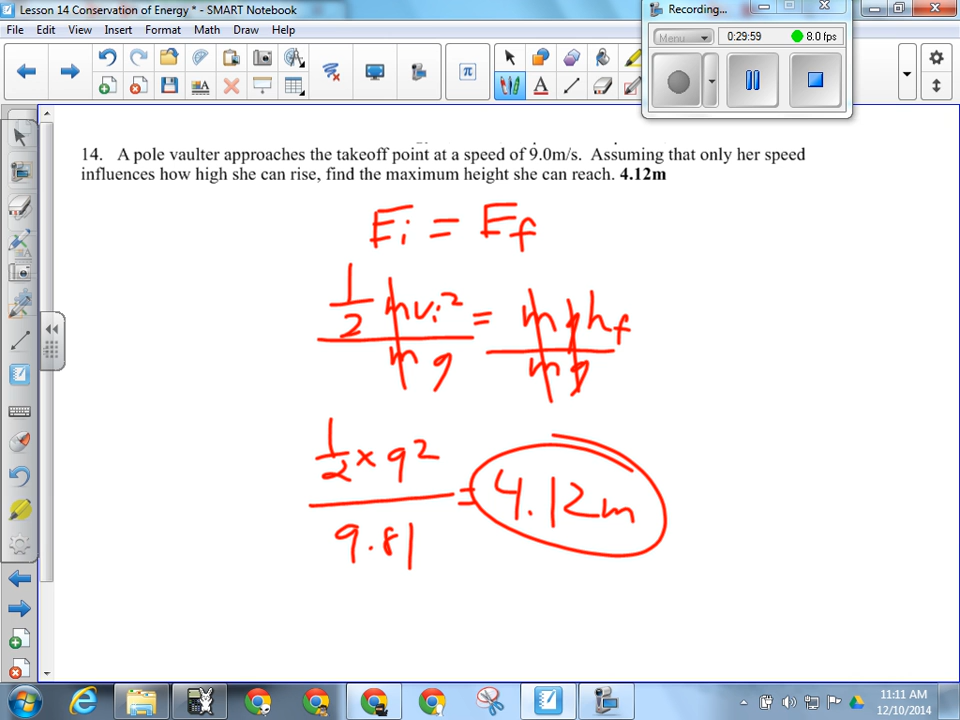 Lesson 14 Conservation of Energy * - SMART Notebook
Recording...
File Edit View Insert Format Math Draw Help
Menu
0:29:59
8.0 fps
π
A
14. A pole vaulter approaches the takeoff point at a speed of 9.0m/s. Assuming that only her speed
influences how high she can rise, find the maximum height she can reach. 4.12m
Ei = Ef
1/2 mvi² / mg = mghf / mg
1/2 × 9² / 9.81 = 4.12m
11:11 AM
12/10/2014